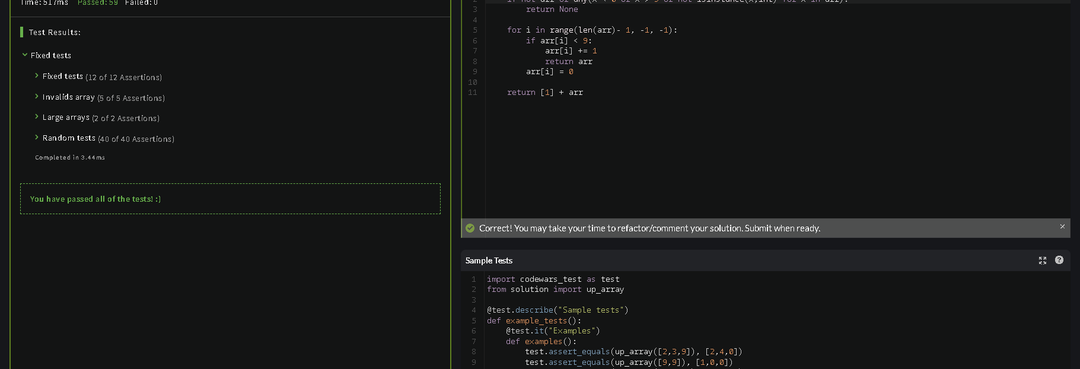 Time: 517ms Passed: 59 Failed: 0
Test Results:
Fixed tests
Fixed tests (12 of 12 Assertions)
Invalids array (5 of 5 Assertions)
Large arrays (2 of 2 Assertions)
Random tests (40 of 40 Assertions)
Completed in 3.44ms
You have passed all of the tests! :)
3 return None
4
5 for i in range(len(arr)- 1, -1, -1):
6 if arr[i] < 9:
7 arr[i] += 1
8 return arr
9 arr[i] = 0
10
11 return [1] + arr
Correct! You may take your time to refactor/comment your solution. Submit when ready.
Sample Tests
1 import codewars_test as test
2 from solution import up_array
3
4 @test.describe("Sample tests")
5 def example_tests():
6 @test.it("Examples")
7 def examples():
8 test.assert_equals(up_array([2,3,9]), [2,4,0])
9 test.assert_equals(up_array([9,9]), [1,0,0])